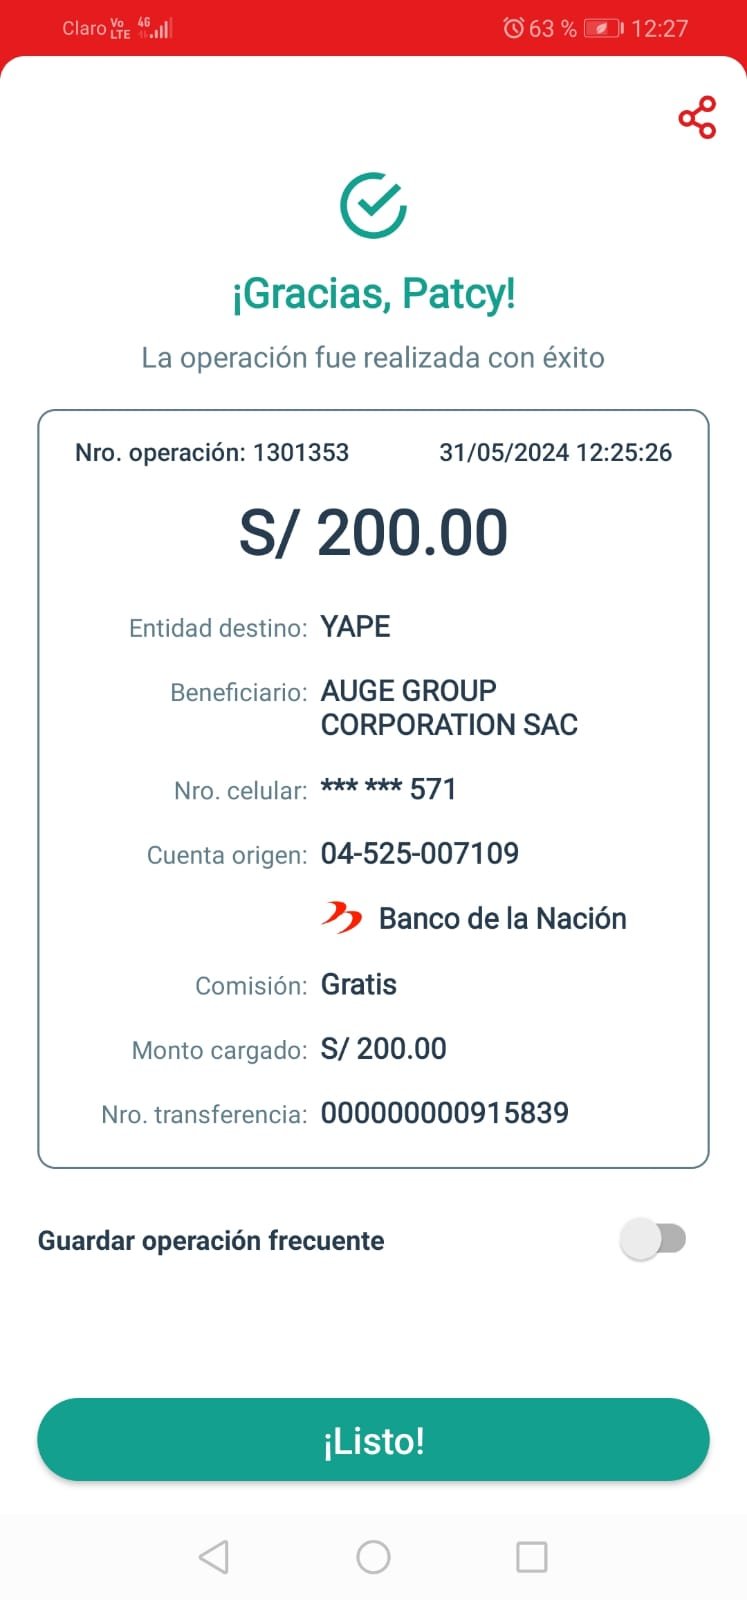 Claro Vo LTE 4G 63 % 12:27
¡Gracias, Patcy!
La operación fue realizada con éxito
Nro. operación: 1301353 31/05/2024 12:25:26
S/ 200.00
Entidad destino: YAPE
Beneficiario: AUGE GROUP
CORPORATION SAC
Nro. celular: *** *** 571
Cuenta origen: 04-525-007109
Banco de la Nación
Comisión: Gratis
Monto cargado: S/ 200.00
Nro. transferencia: 000000000915839
Guardar operación frecuente
¡Listo!